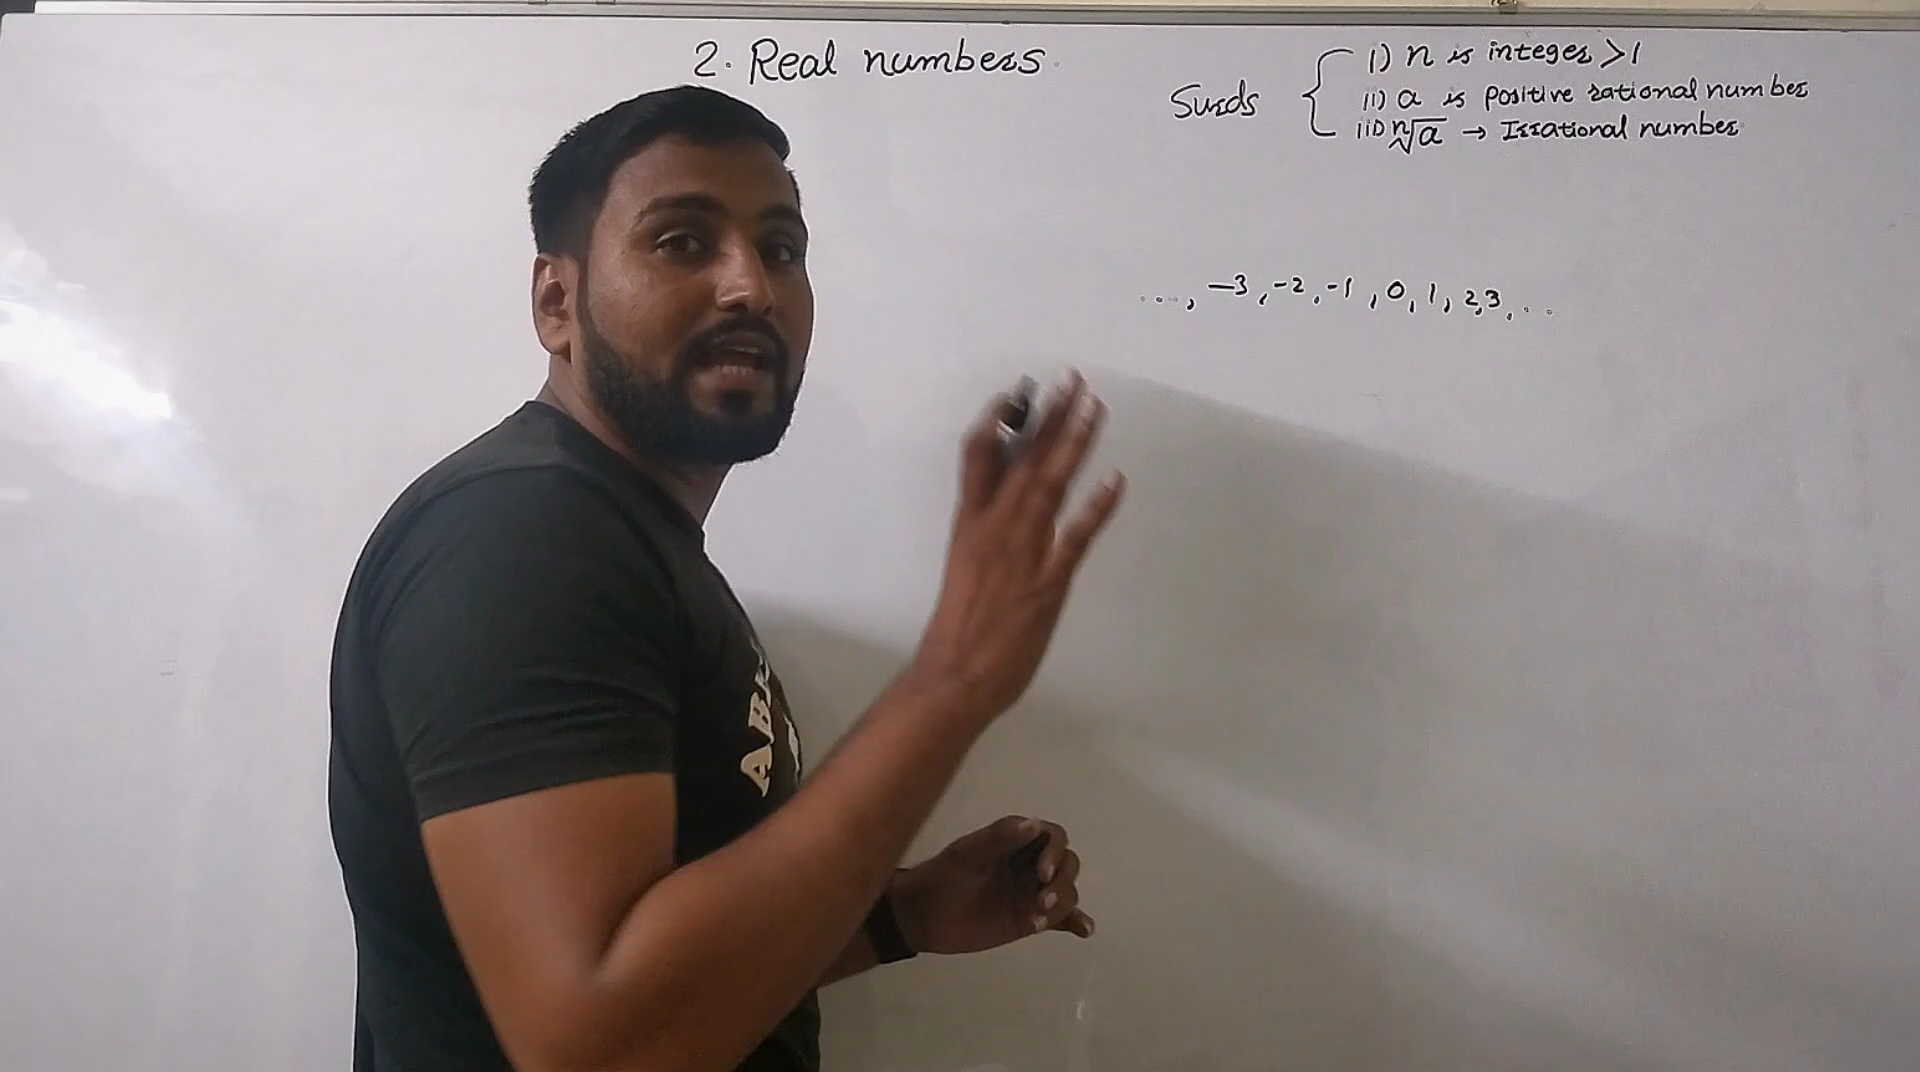 2. Real numbers
Surds
i) n is integer >1
ii) a is positive rational number
iii) ⁿ√a → Irrational number
...., -3, -2, -1, 0, 1, 2, 3, ...